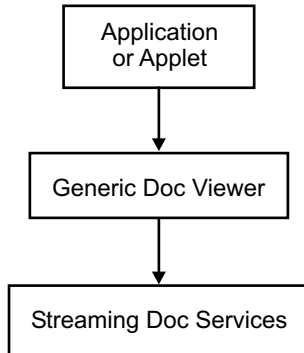 Application
or Applet
Generic Doc Viewer
Streaming Doc Services